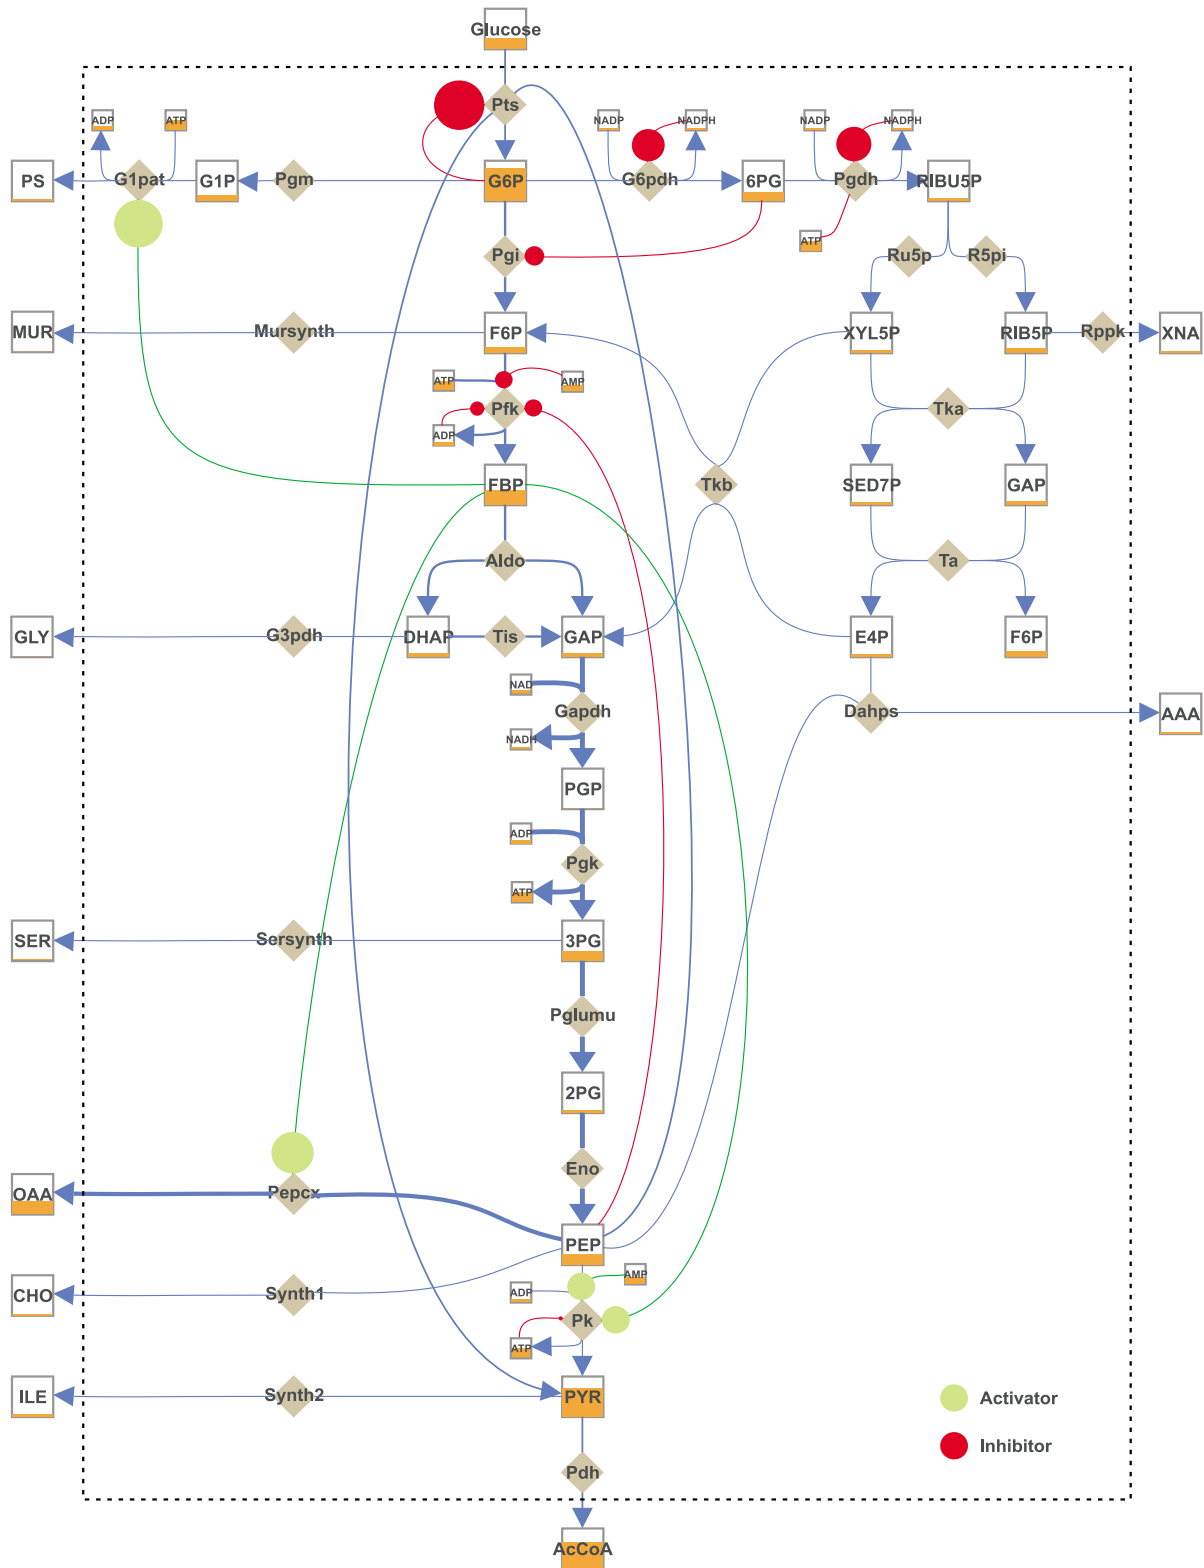 Glucose
Pts
ADP
ATP
NADP
NADPH
NADP
NADPH
PS
G1pat
G1P
Pgm
G6P
G6pdh
6PG
Pgdh
RIBU5P
ATP
Pgi
Ru5p
R5pi
MUR
Mursynth
F6P
XYL5P
RIB5P
Rppk
XNA
ATP
AMP
Pfk
Tka
ADP
FBP
Tkb
SED7P
GAP
Aldo
Ta
GLY
G3pdh
DHAP
Tis
GAP
E4P
F6P
NAD
Gapdh
Dahps
AAA
NADH
PGP
ADP
Pgk
ATP
SER
Sersynth
3PG
Pglumu
2PG
Eno
OAA
Pepcx
PEP
AMP
CHO
Synth1
ADP
Pk
ATP
ILE
Synth2
PYR
Activator
Inhibitor
Pdh
AcCoA